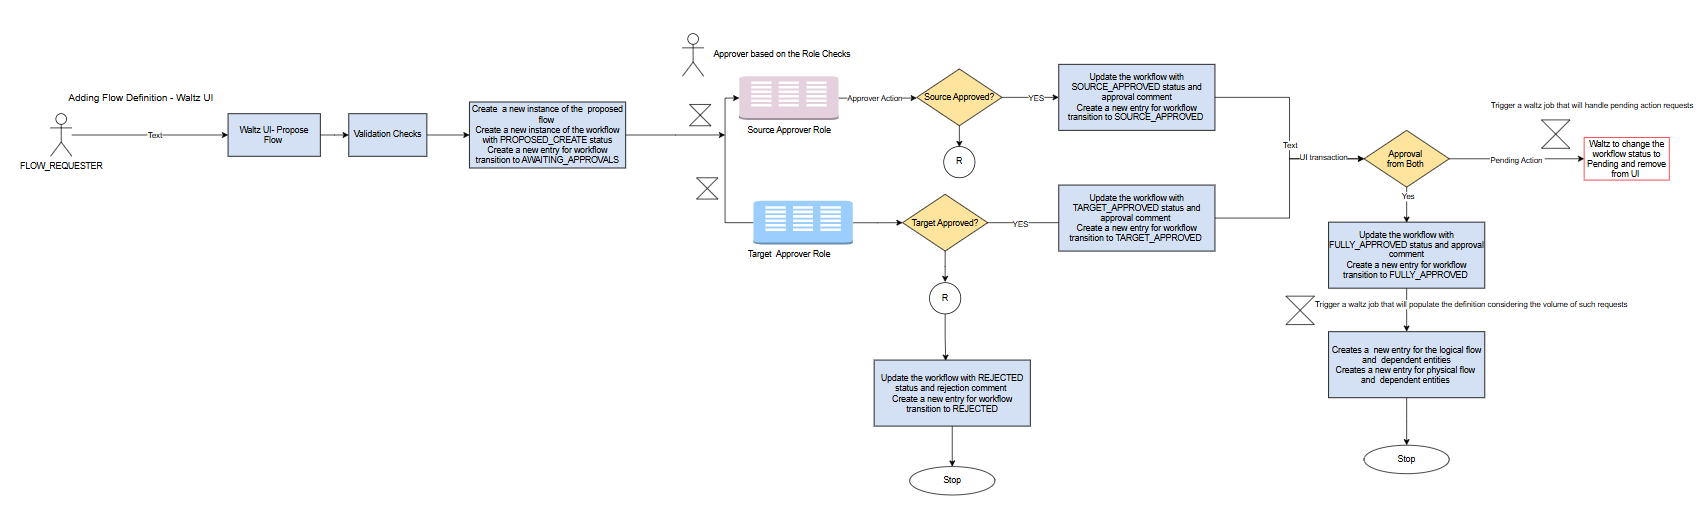 Adding Flow Definition - Waltz UI
FLOW_REQUESTER
Text
Waltz UI- Propose
Flow
Validation Checks
Create  a new instance of the  proposed
flow
Create a new instance of the workflow
with PROPOSED_CREATE status
Create a new entry for workflow
transition to AWAITING_APPROVALS
Approver based on the Role Checks
Source Approver Role
Approver Action
Source Approved?
R
YES
Update the workflow with
SOURCE_APPROVED status and
approval comment
Create a new entry for workflow
transition to SOURCE_APPROVED
Target  Approver Role
Target Approved?
YES
Update the workflow with
TARGET_APPROVED status and
approval comment
Create a new entry for workflow
transition to TARGET_APPROVED
R
Update the workflow with REJECTED
status and rejection comment
Create a new entry for workflow
transition to REJECTED
Stop
Text
UI transaction
Approval
from Both
Pending Action
Trigger a waltz job that will handle pending action requests
Waltz to change the
workflow status to
Pending and remove
from UI
Yes
Update the workflow with
FULLY_APPROVED status and approval
comment
Create a new entry for workflow
transition to FULLY_APPROVED
Trigger a waltz job that will populate the definition considering the volume of such requests
Creates a  new entry for the logical flow
and  dependent entities
Creates a new entry for physical flow
and  dependent entities
Stop